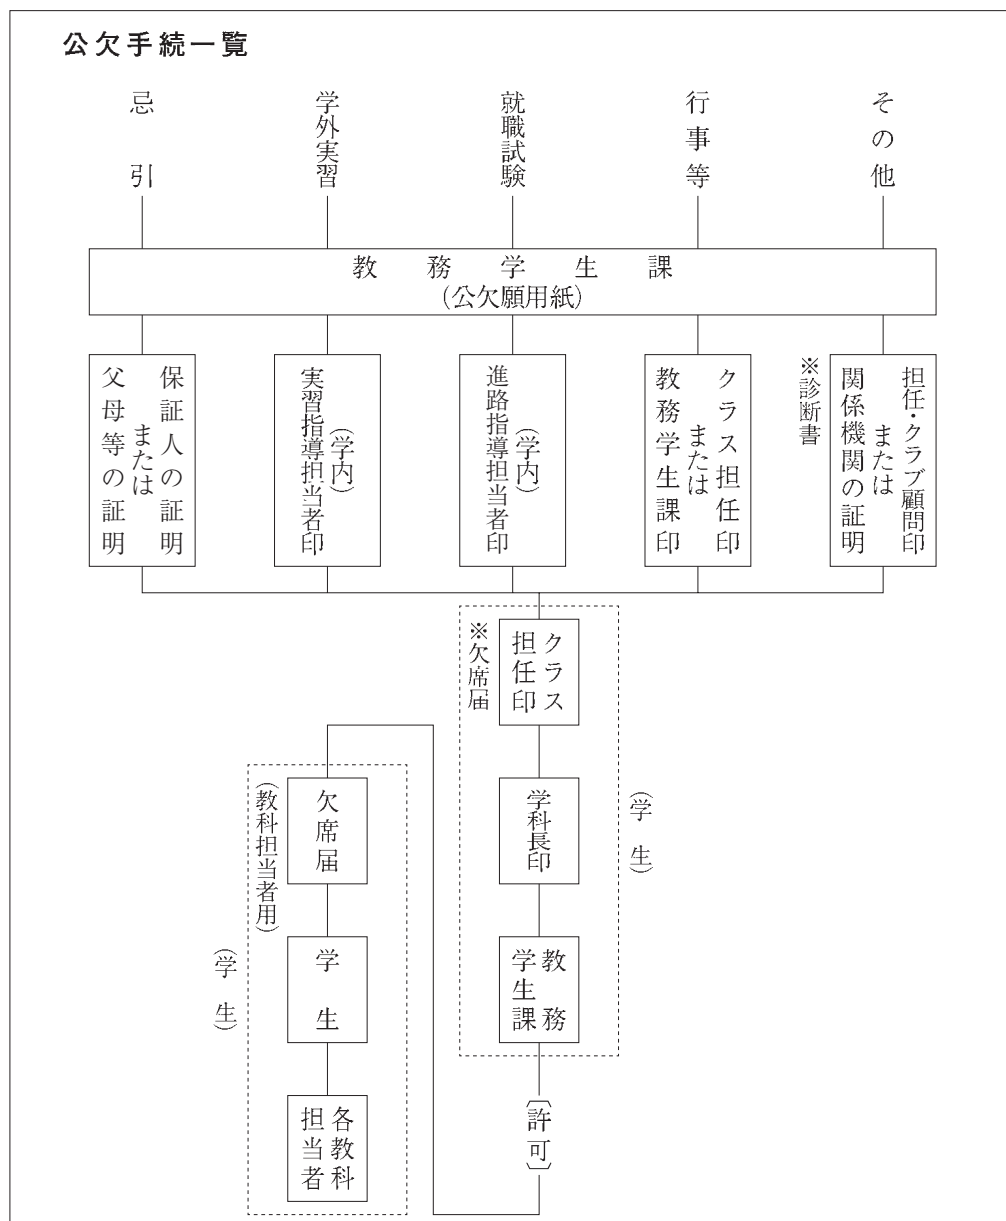 公欠手続一覧
忌引
学外実習
就職試験
行事等
その他
教務学生課
(公欠願用紙)
保証人の証明
または
父母等の証明
(学内)
実習指導担当者印
(学内)
進路指導担当者印
クラス担任印
または
教務学生課印
担任・クラブ顧問印
または
関係機関の証明
※診断書
クラス
担任印
※欠席届
学科長印
(学生)
教務
学生課
〔許可〕
欠席届
(教科担当者用)
学生
(学生)
各教科
担当者